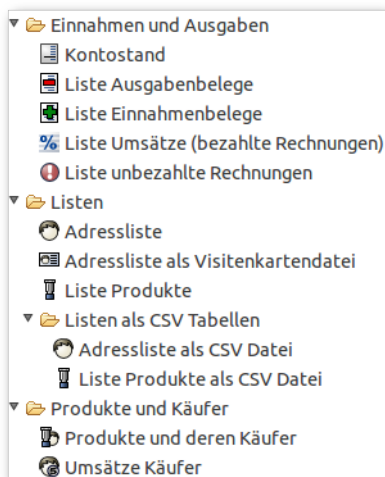 Einnahmen und Ausgaben
Kontostand
Liste Ausgabenbelege
Liste Einnahmenbelege
Liste Umsätze (bezahlte Rechnungen)
Liste unbezahlte Rechnungen
Listen
Adressliste
Adressliste als Visitenkartendatei
Liste Produkte
Listen als CSV Tabellen
Adressliste als CSV Datei
Liste Produkte als CSV Datei
Produkte und Käufer
Produkte und deren Käufer
Umsätze Käufer